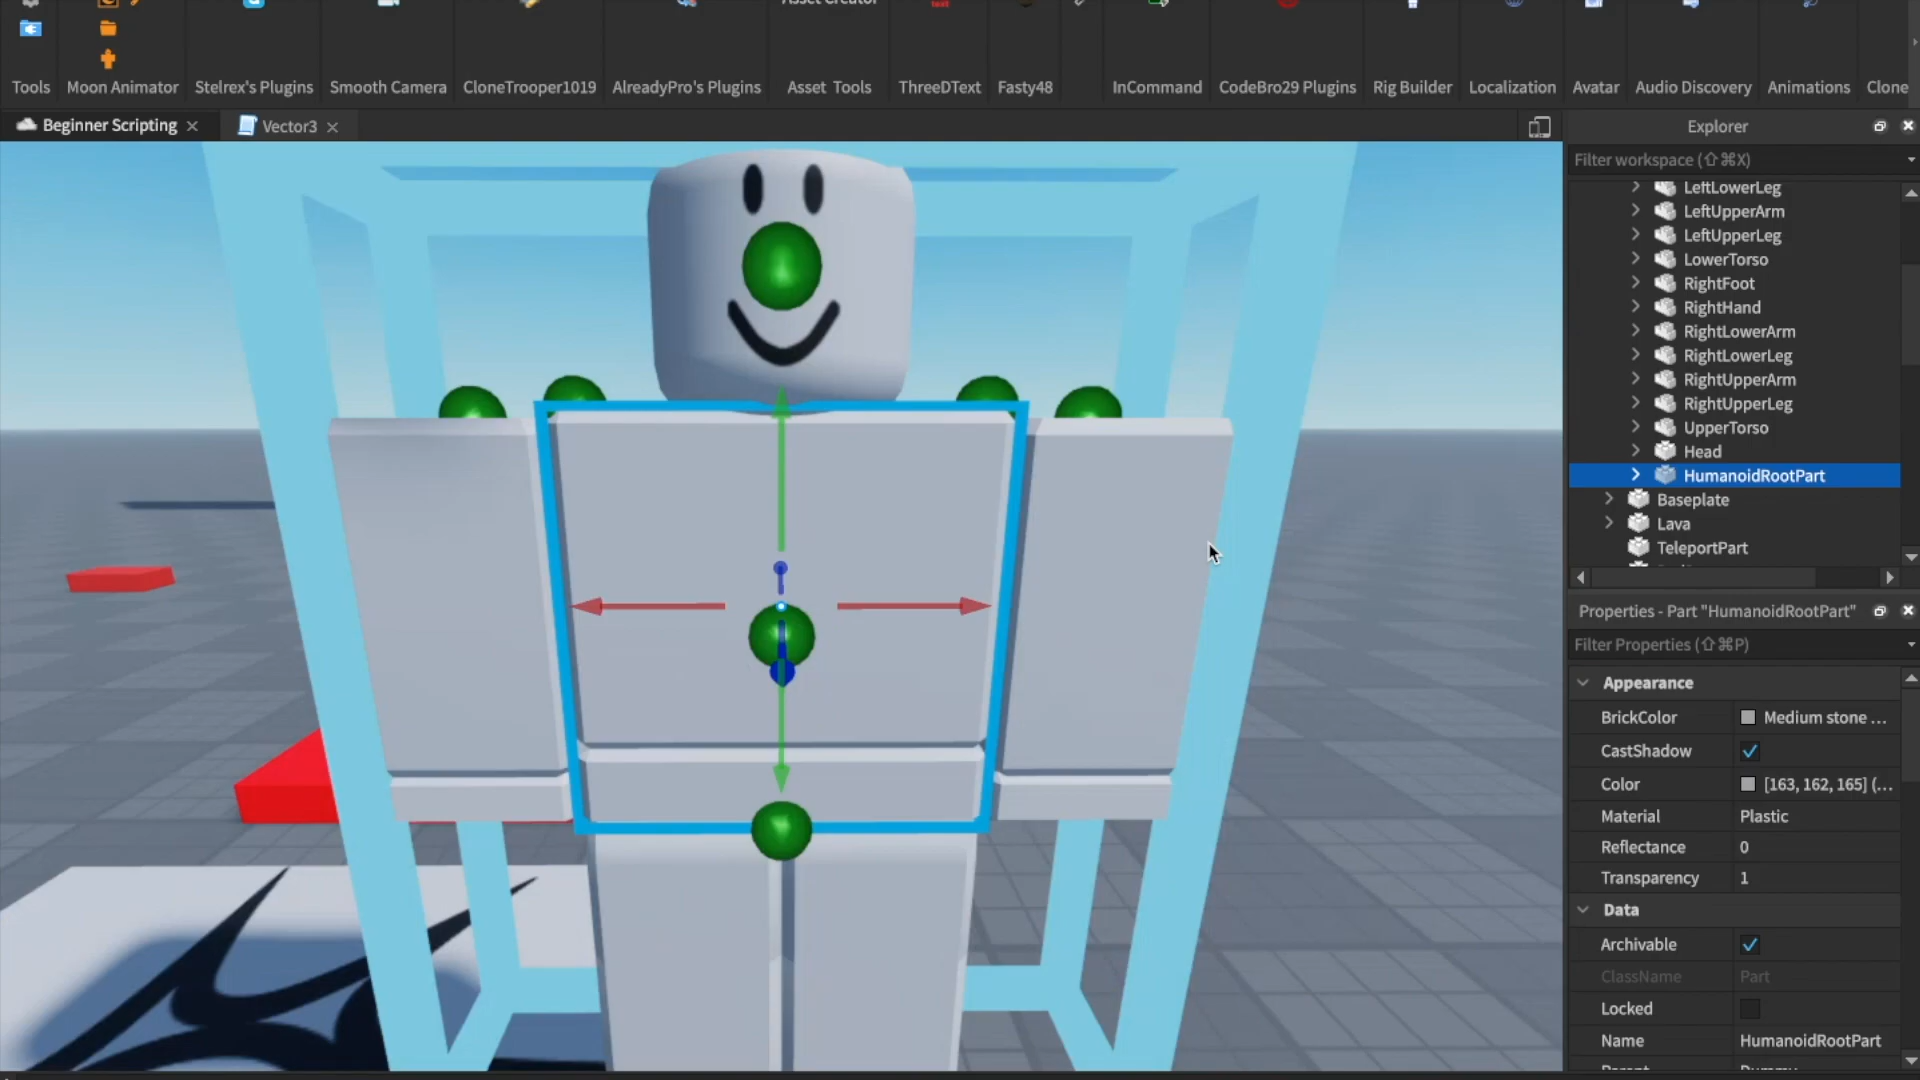 Asset Creator
Tools
Moon Animator
Stelrex's Plugins
Smooth Camera
CloneTrooper1019
AlreadyPro's Plugins
Asset Tools
ThreeDText
Fasty48
InCommand
CodeBro29 Plugins
Rig Builder
Localization
Avatar
Audio Discovery
Animations
Clone
Beginner Scripting
Vector3
Explorer
Filter workspace (⇧⌘X)
LeftLowerLeg
LeftUpperArm
LeftUpperLeg
LowerTorso
RightFoot
RightHand
RightLowerArm
RightLowerLeg
RightUpperArm
RightUpperLeg
UpperTorso
Head
HumanoidRootPart
Baseplate
Lava
TeleportPart
Properties - Part "HumanoidRootPart"
Filter Properties (⇧⌘P)
Appearance
BrickColor Medium stone ...
CastShadow
Color [163, 162, 165] (...
Material Plastic
Reflectance 0
Transparency 1
Data
Archivable
ClassName Part
Locked
Name HumanoidRootPart